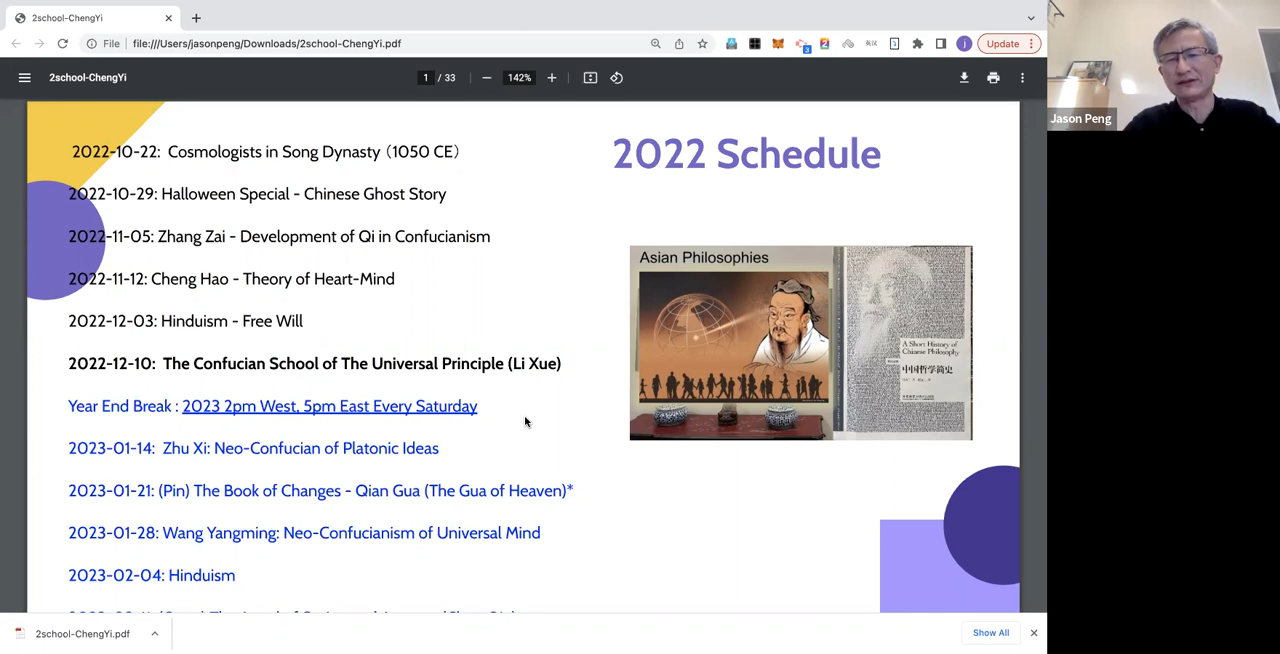 2school-ChengYi
File
file:///Users/jasonpeng/Downloads/2school-ChengYi.pdf
Update
2school-ChengYi
1 / 33
142%
2022 Schedule
2022-10-22: Cosmologists in Song Dynasty (1050 CE)
2022-10-29: Halloween Special - Chinese Ghost Story
2022-11-05: Zhang Zai - Development of Qi in Confucianism
2022-11-12: Cheng Hao - Theory of Heart-Mind
2022-12-03: Hinduism - Free Will
2022-12-10: The Confucian School of The Universal Principle (Li Xue)
Year End Break : 2023 2pm West, 5pm East Every Saturday
2023-01-14: Zhu Xi: Neo-Confucian of Platonic Ideas
2023-01-21: (Pin) The Book of Changes - Qian Gua (The Gua of Heaven)*
2023-01-28: Wang Yangming: Neo-Confucianism of Universal Mind
2023-02-04: Hinduism
Asian Philosophies
A Short History of
Chinese Philosophy
中国哲学简史
Jason Peng
2school-ChengYi.pdf
Show All